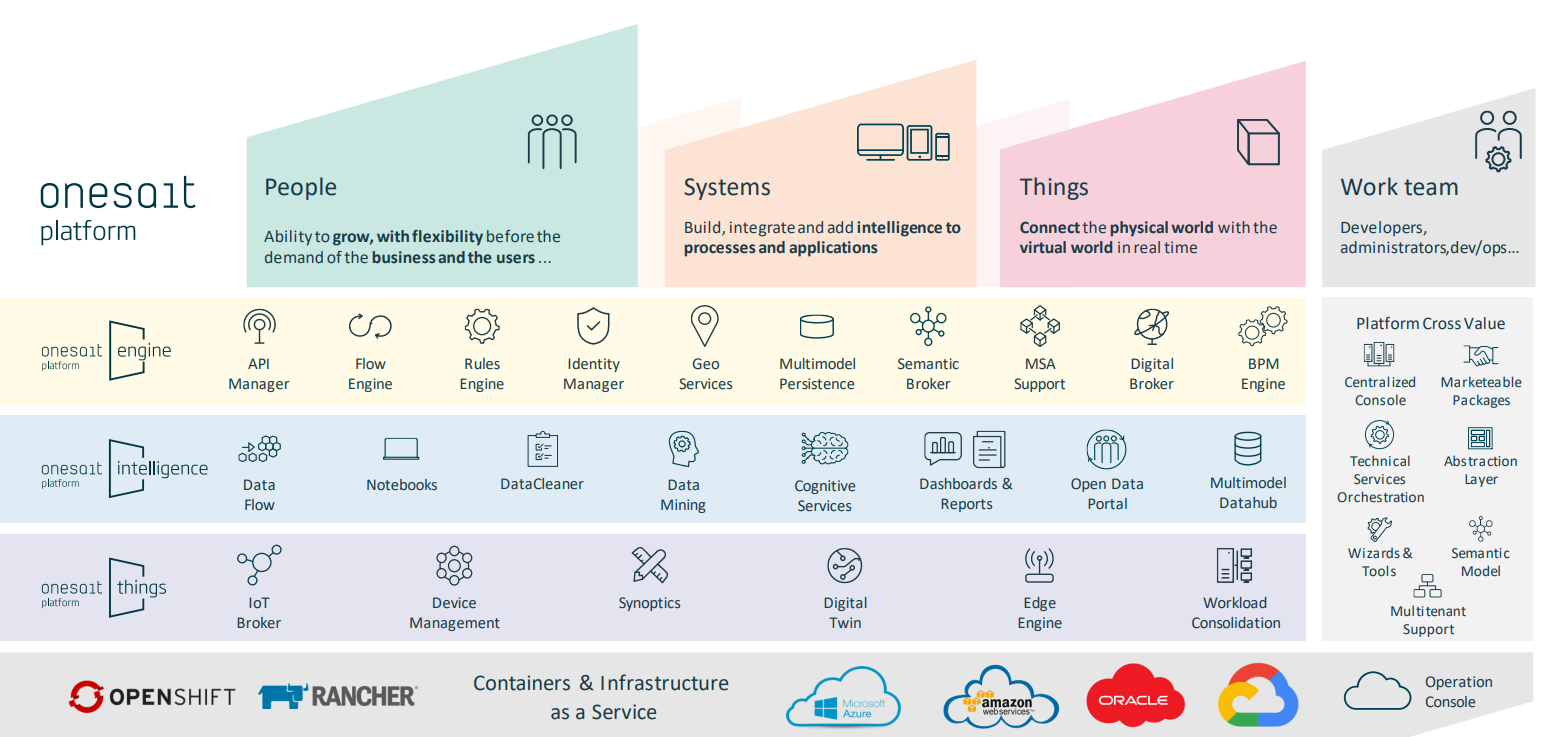 onesait
platform
People
Ability to grow, with flexibility before the
demand of the business and the users ...
Systems
Build, integrate and add intelligence to
processes and applications
Things
Connect the physical world with the
virtual world in real time
Work team
Developers,
administrators,dev/ops...
onesait engine
platform
API
Manager
Flow
Engine
Rules
Engine
Identity
Manager
Geo
Services
Multimodel
Persistence
Semantic
Broker
MSA
Support
Digital
Broker
BPM
Engine
onesait intelligence
platform
Data
Flow
Notebooks
DataCleaner
Data
Mining
Cognitive
Services
Dashboards &
Reports
Open Data
Portal
Multimodel
Datahub
onesait things
platform
IoT
Broker
Device
Management
Synoptics
Digital
Twin
Edge
Engine
Workload
Consolidation
Platform Cross Value
Centralized
Console
Marketeable
Packages
Technical
Services
Orchestration
Abstraction
Layer
Wizards &
Tools
Semantic
Model
Multitenant
Support
OPENSHIFT
RANCHER
Containers & Infrastructure
as a Service
Microsoft
Azure
amazon
webservices™
ORACLE
Operation
Console